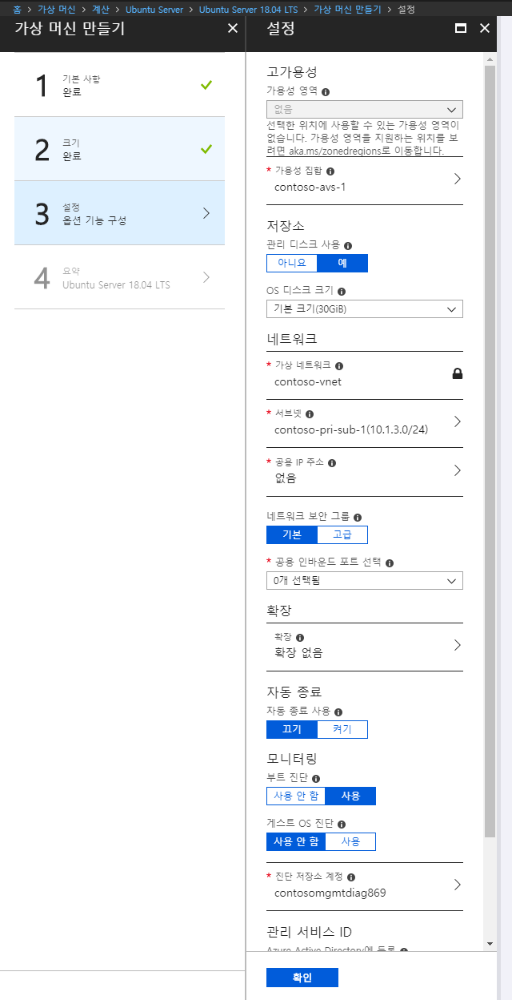 홈 > 가상 머신 > 계산 > Ubuntu Server > Ubuntu Server 18.04 LTS > 가상 머신 만들기 > 설정
가상 머신 만들기
1
기본 사항
완료
2
크기
완료
3
설정
옵션 기능 구성
4
요약
Ubuntu Server 18.04 LTS
설정
고가용성
가용성 영역
없음
선택한 위치에 사용할 수 있는 가용성 영역이
없습니다. 가용성 영역을 지원하는 위치를 보
려면 aka.ms/zonedregions로 이동합니다.
* 가용성 집합
contoso-avs-1
저장소
관리 디스크 사용
아니요 예
OS 디스크 크기
기본 크기(30GiB)
네트워크
* 가상 네트워크
contoso-vnet
* 서브넷
contoso-pri-sub-1(10.1.3.0/24)
* 공용 IP 주소
없음
네트워크 보안 그룹
기본 고급
* 공용 인바운드 포트 선택
0개 선택됨
확장
확장
확장 없음
자동 종료
자동 종료 사용
끄기 켜기
모니터링
부트 진단
사용 안 함 사용
게스트 OS 진단
사용 안 함 사용
* 진단 저장소 계정
contosomgmtdiag869
관리 서비스 ID
Azure Active Directory에 등록
확인